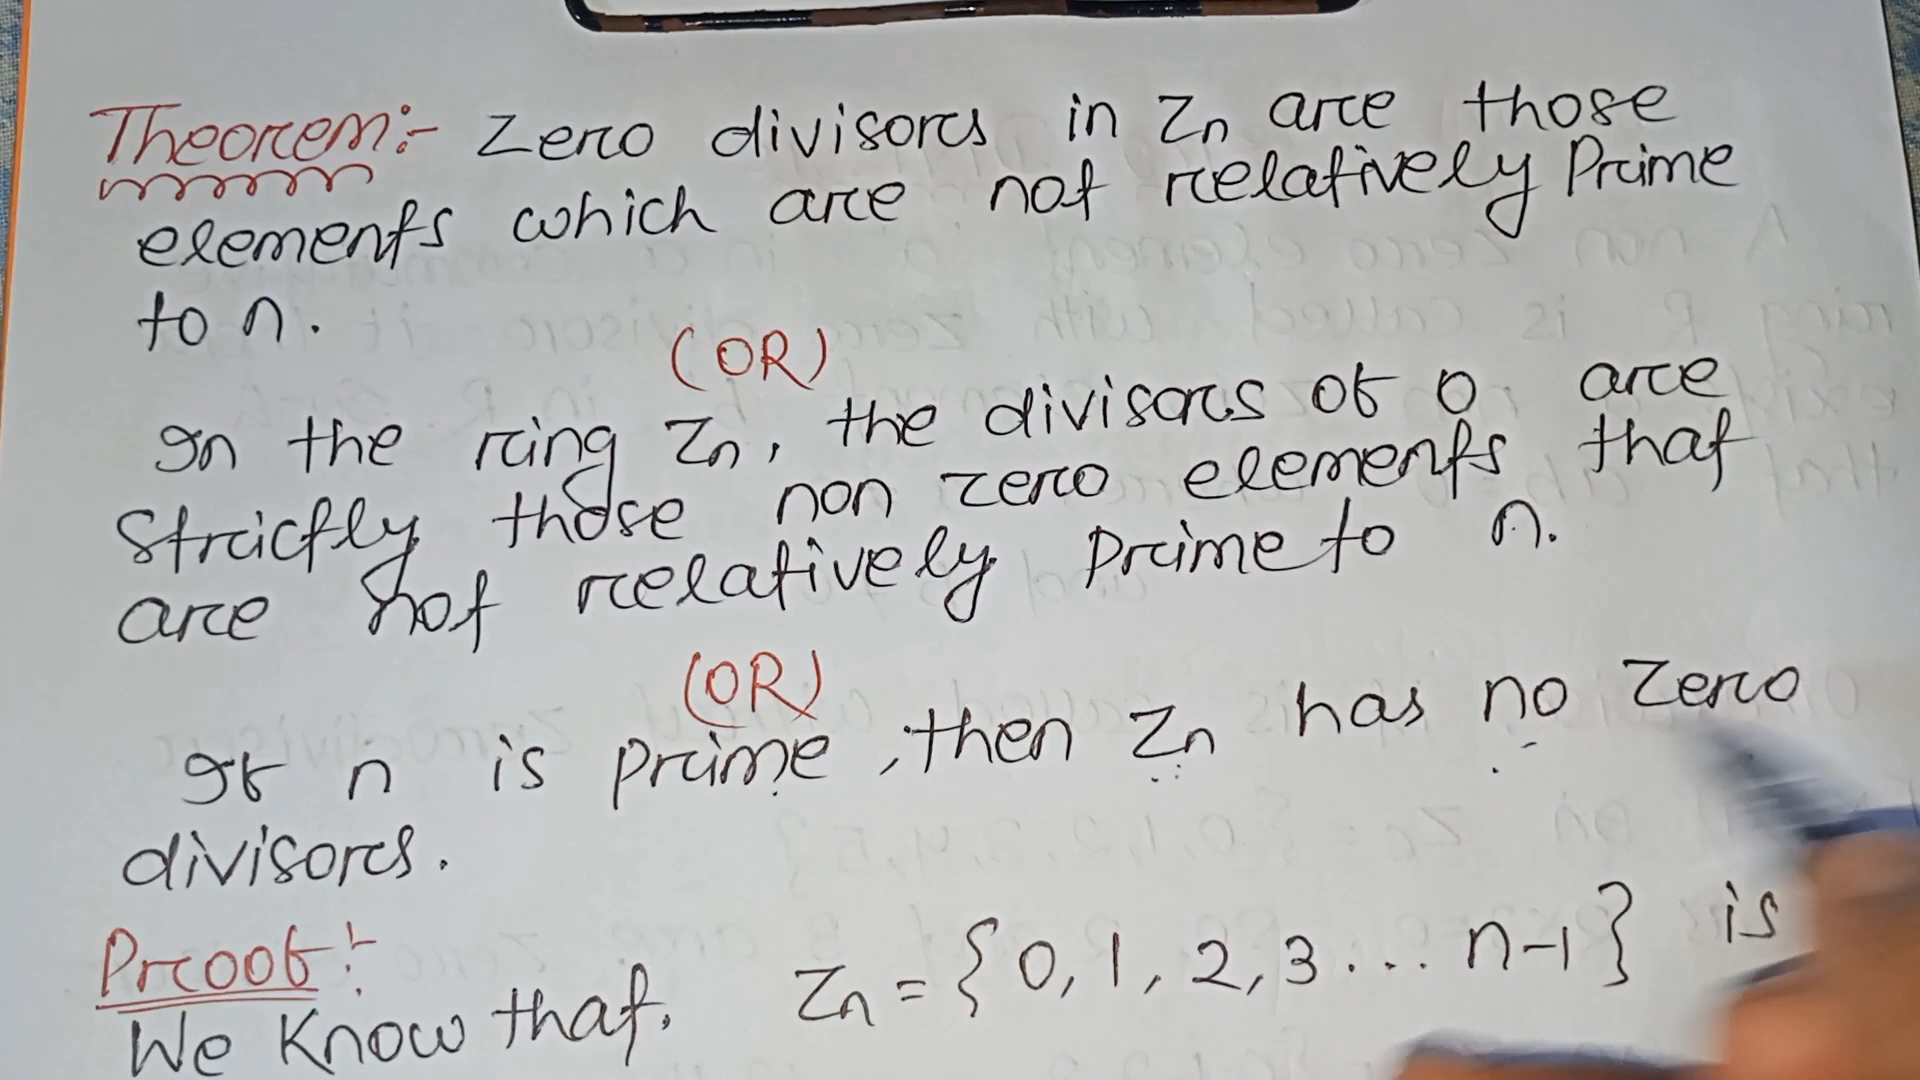 Theorem:- Zero divisors in Zn are those
elements which are not relatively Prime
to n.
(OR)
In the ring Zn, the divisors of 0 are
strictly those non zero elements that
are not relatively Prime to n.
(OR)
If n is prime, then Zn has no zero
divisors.
Proof:-
We Know that, Zn = {0, 1, 2, 3... n-1} is